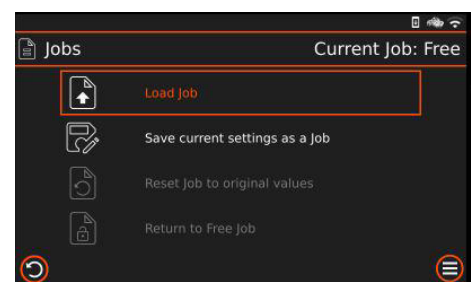 Jobs
Current Job: Free
Load Job
Save current settings as a Job
Reset Job to original values
Return to Free Job